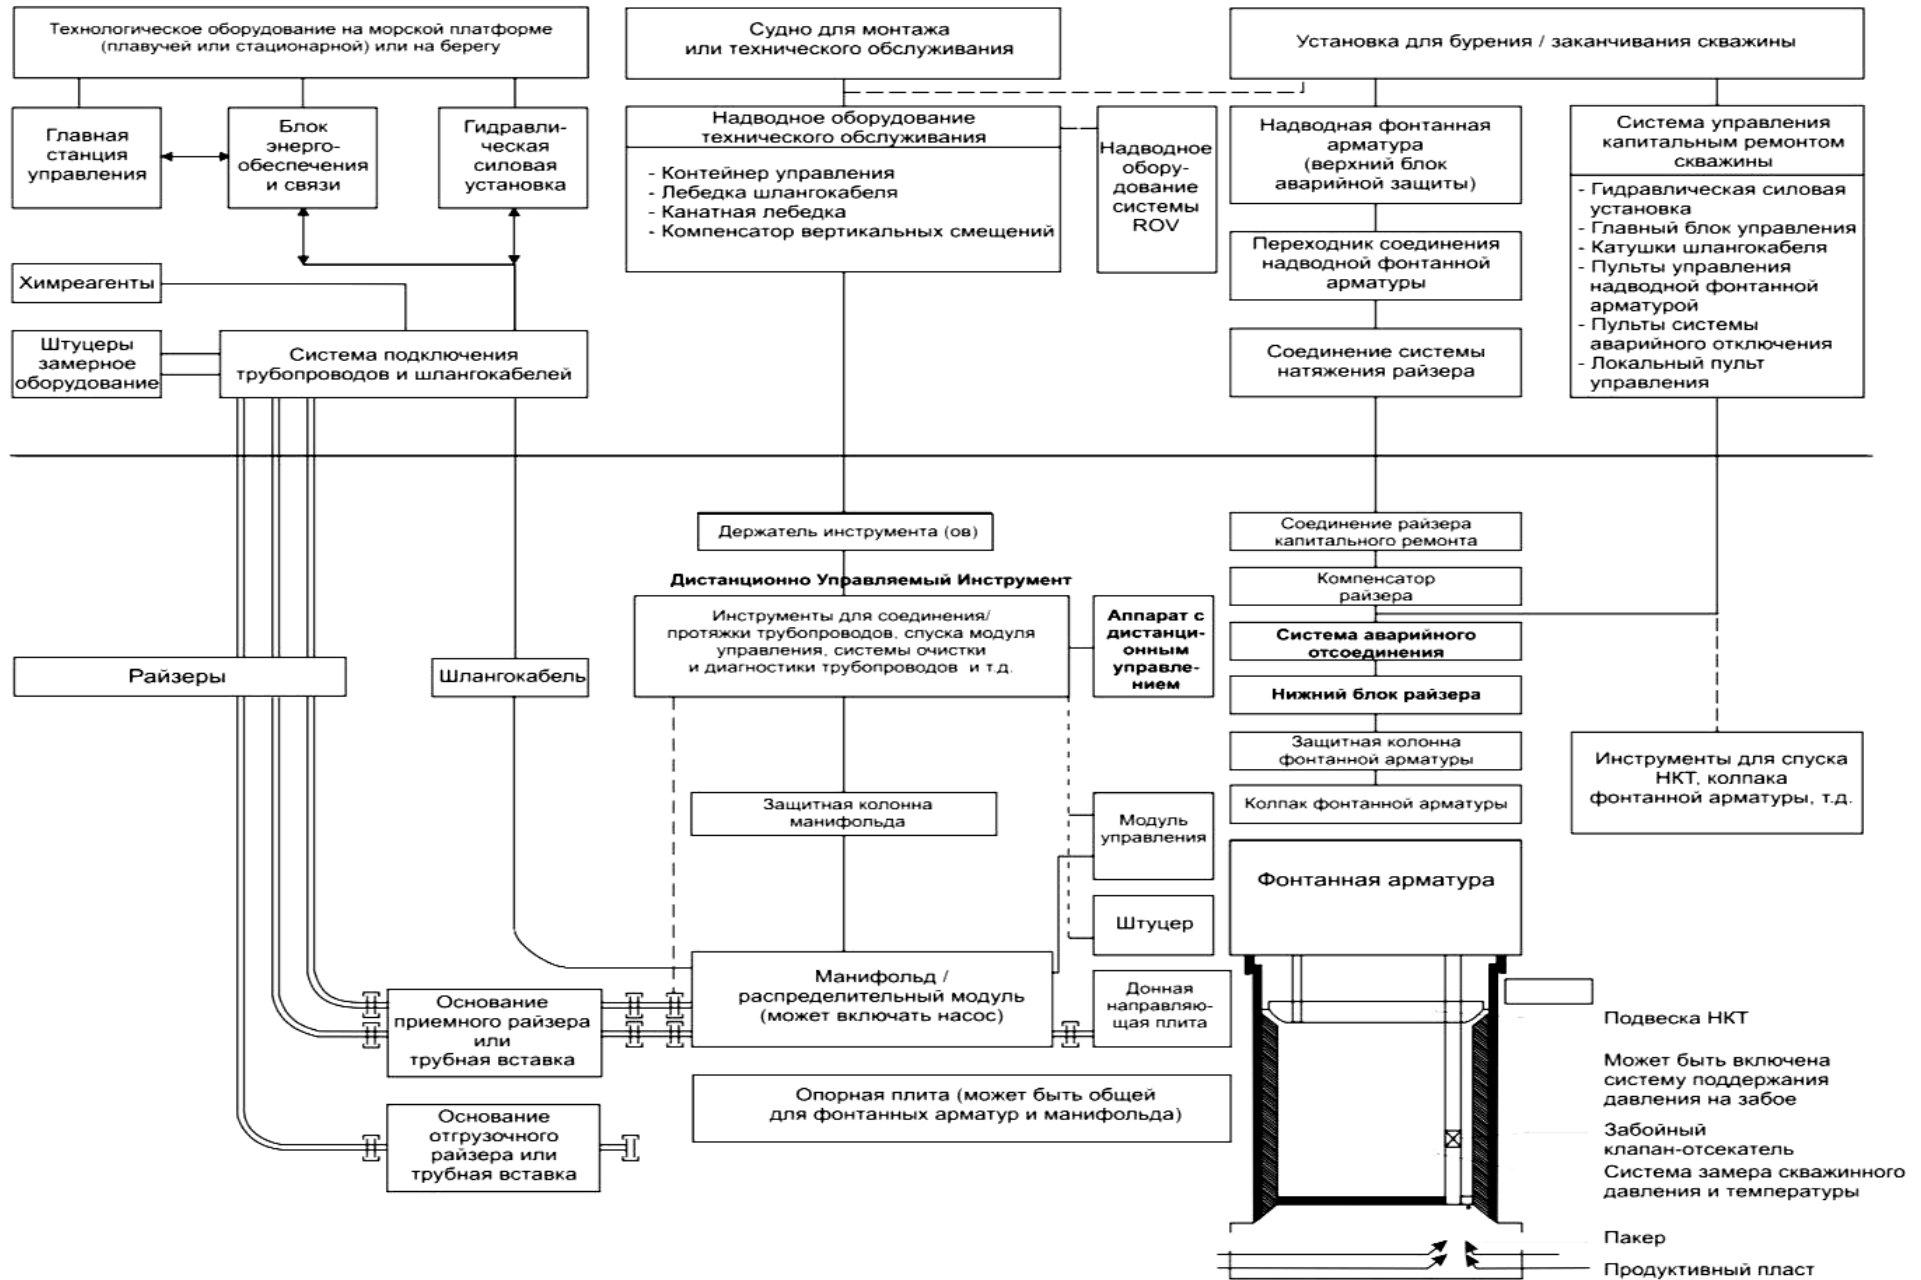 Технологическое оборудование на морской платформе
(плавучей или стационарной) или на берегу
Судно для монтажа
или технического обслуживания
Установка для бурения / заканчивания скважины
Главная
станция
управления
Блок
энерго-
обеспечения
и связи
Гидравли-
ческая
силовая
установка
Надводное оборудование
технического обслуживания
- Контейнер управления
- Лебедка шлангокабеля
- Канатная лебедка
- Компенсатор вертикальных смещений
Надводное
обору-
дование
системы
ROV
Надводная фонтанная
арматура
(верхний блок
аварийной защиты)
Система управления
капитальным ремонтом
скважины
- Гидравлическая силовая
установка
- Главный блок управления
- Катушки шлангокабеля
- Пульты управления
надводной фонтанной
арматурой
- Пульты системы
аварийного отключения
- Локальный пульт
управления
Переходник соединения
надводной фонтанной
арматуры
Соединение системы
натяжения райзера
Химреагенты
Штуцеры
замерное
оборудование
Система подключения
трубопроводов и шлангокабелей
Держатель инструмента (ов)
Дистанционно Управляемый Инструмент
Инструменты для соединения/
протяжки трубопроводов, спуска модуля
управления, системы очистки
и диагностики трубопроводов и т.д.
Аппарат с
дистанци-
онным
управле-
нием
Соединение райзера
капитального ремонта
Компенсатор
райзера
Система аварийного
отсоединения
Нижний блок райзера
Защитная колонна
фонтанной арматуры
Колпак фонтанной арматуры
Инструменты для спуска
НКТ, колпака
фонтанной арматуры, т.д.
Райзеры
Шлангокабель
Защитная колонна
манифольда
Модуль
управления
Штуцер
Фонтанная арматура
Манифольд /
распределительный модуль
(может включать насос)
Донная
направляю-
щая плита
Основание
приемного райзера
или
трубная вставка
Опорная плита (может быть общей
для фонтанных арматур и манифольда)
Основание
отгрузочного
райзера или
трубная вставка
Подвеска НКТ
Может быть включена
систему поддержания
давления на забое
Забойный
клапан-отсекатель
Система замера скважинного
давления и температуры
Пакер
Продуктивный пласт